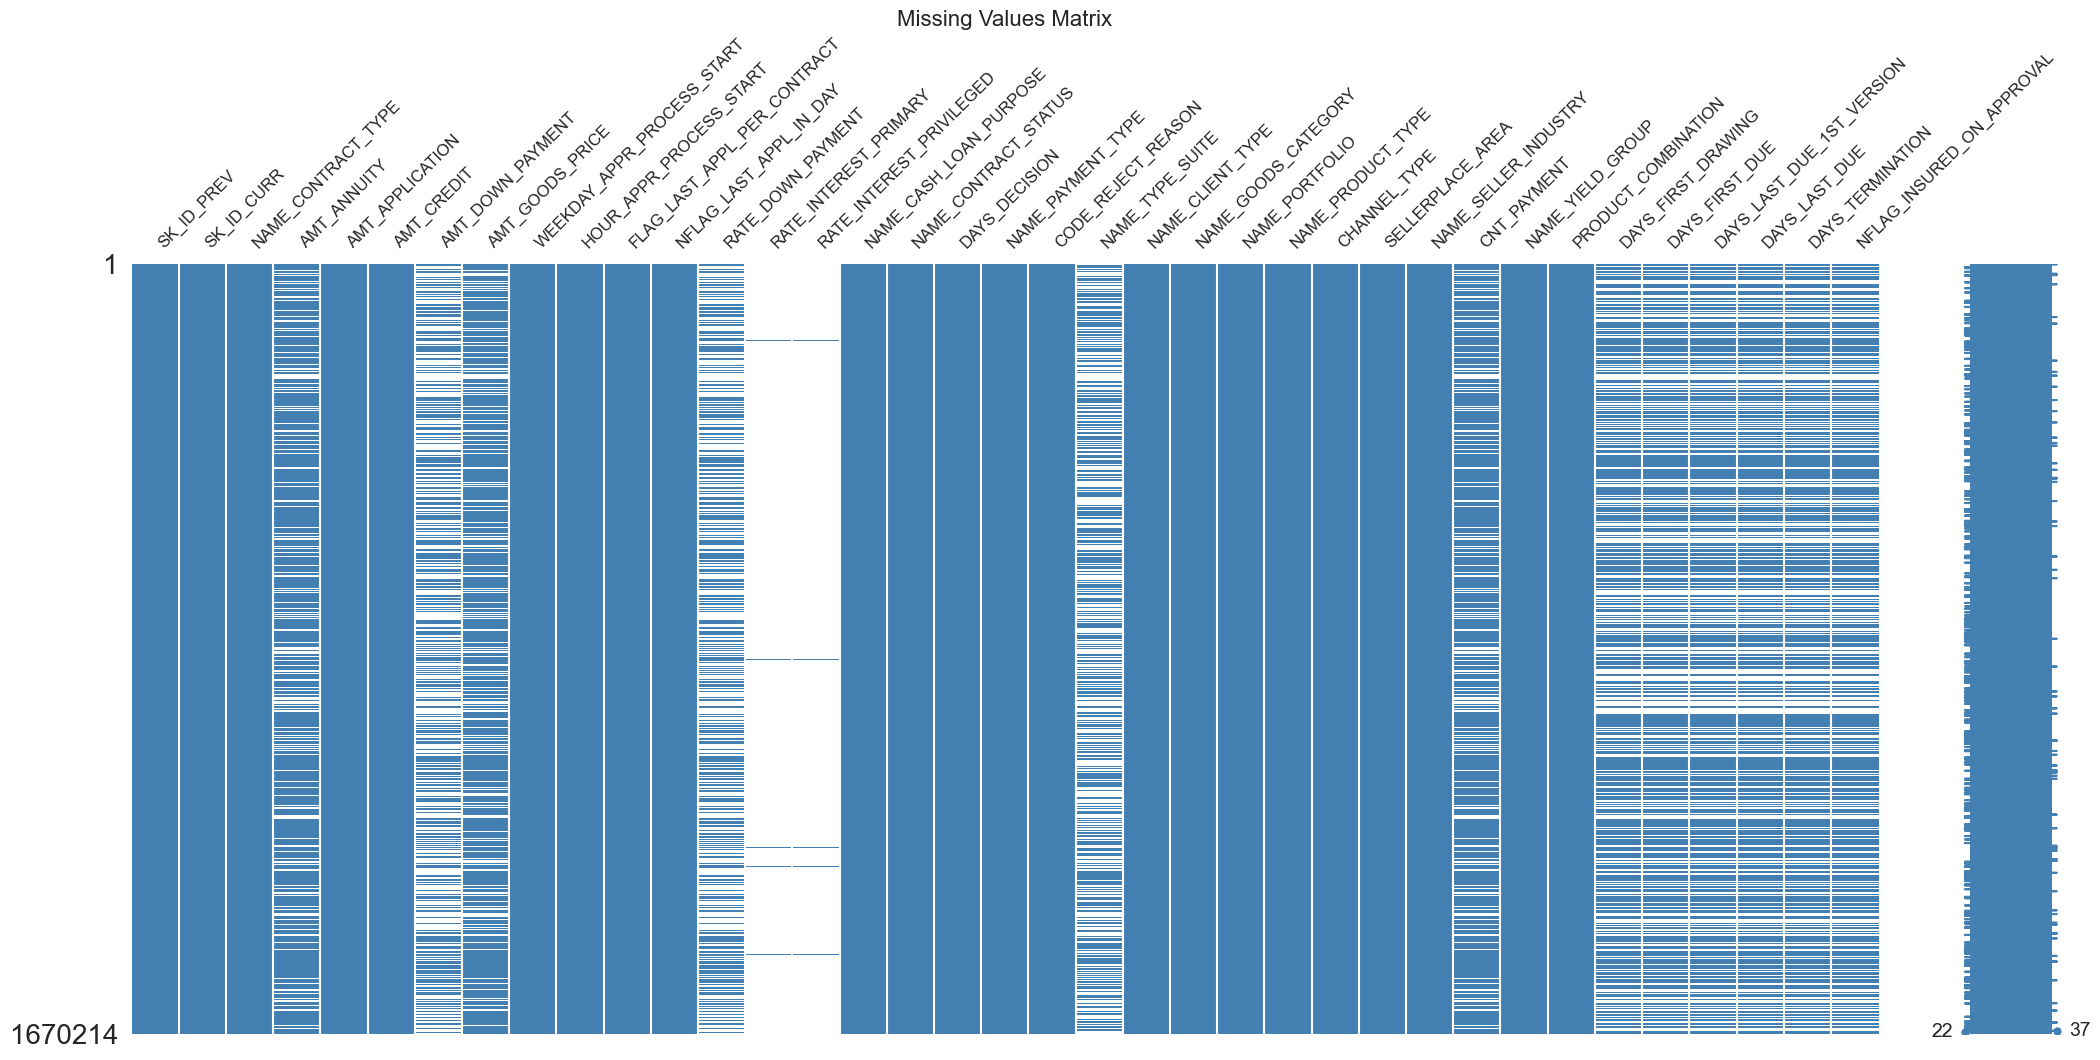 Missing Values Matrix
SK_ID_PREV
SK_ID_CURR
NAME_CONTRACT_TYPE
AMT_ANNUITY
AMT_APPLICATION
AMT_CREDIT
AMT_DOWN_PAYMENT
AMT_GOODS_PRICE
WEEKDAY_APPR_PROCESS_START
HOUR_APPR_PROCESS_START
FLAG_LAST_APPL_PER_CONTRACT
NFLAG_LAST_APPL_IN_DAY
RATE_DOWN_PAYMENT
RATE_INTEREST_PRIMARY
RATE_INTEREST_PRIVILEGED
NAME_CASH_LOAN_PURPOSE
NAME_CONTRACT_STATUS
DAYS_DECISION
NAME_PAYMENT_TYPE
CODE_REJECT_REASON
NAME_TYPE_SUITE
NAME_CLIENT_TYPE
NAME_GOODS_CATEGORY
NAME_PORTFOLIO
NAME_PRODUCT_TYPE
CHANNEL_TYPE
SELLERPLACE_AREA
NAME_SELLER_INDUSTRY
CNT_PAYMENT
NAME_YIELD_GROUP
PRODUCT_COMBINATION
DAYS_FIRST_DRAWING
DAYS_FIRST_DUE
DAYS_LAST_DUE_1ST_VERSION
DAYS_LAST_DUE
DAYS_TERMINATION
NFLAG_INSURED_ON_APPROVAL
1
1670214
22
37